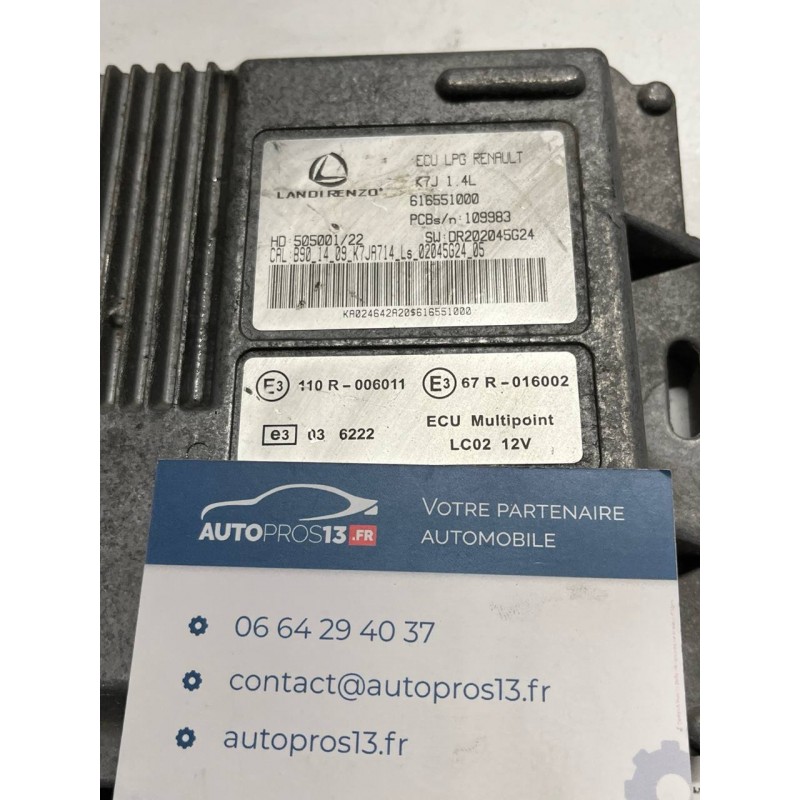 LANDIRENZO®
ECU LPG RENAULT
K7J 1.4L
616551000
PCBs/n:109983
HD 505001/22 SW:DR202045G24
CAL:B90_14_09_K7JA714_Ls_02045G24_05
KA024642A20$616551000
E3 110 R-006011 E3 67 R-016002
e3 03 6222 ECU Multipoint
LC02 12V
AUTOPROS13.FR
VOTRE PARTENAIRE
AUTOMOBILE
06 64 29 40 37
contact@autopros13.fr
autopros13.fr